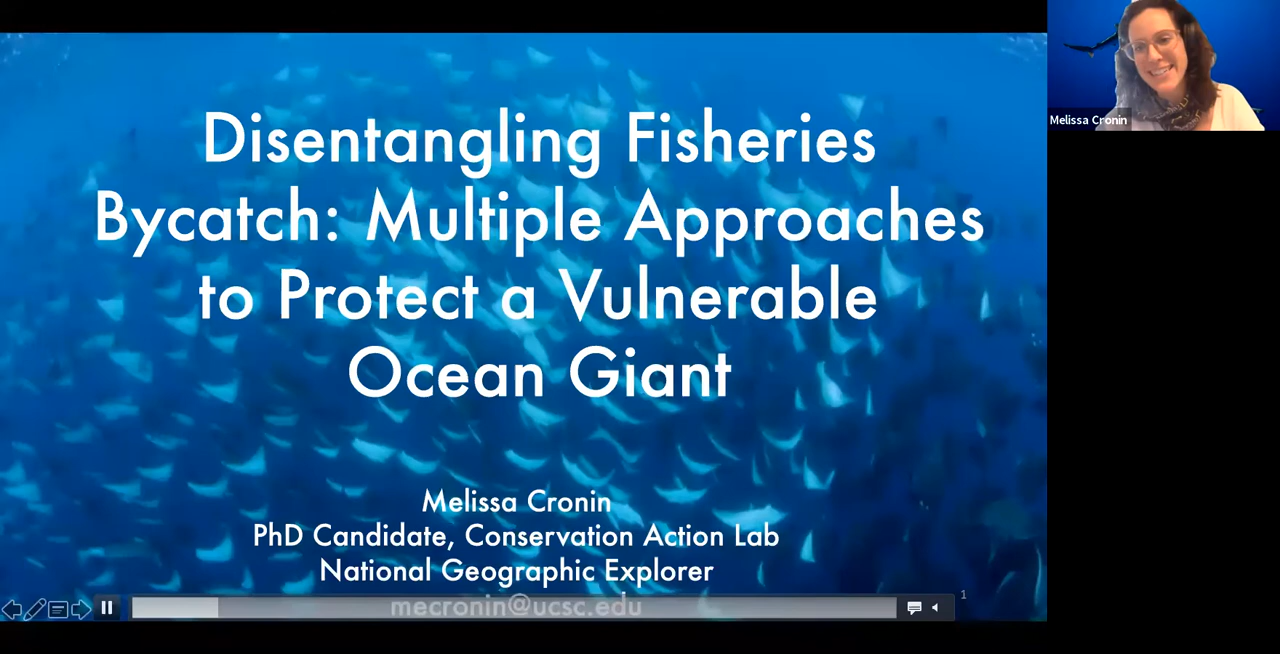 Disentangling Fisheries
Bycatch: Multiple Approaches
to Protect a Vulnerable
Ocean Giant
Melissa Cronin
PhD Candidate, Conservation Action Lab
National Geographic Explorer
mecronin@ucsc.edu
1
Melissa Cronin